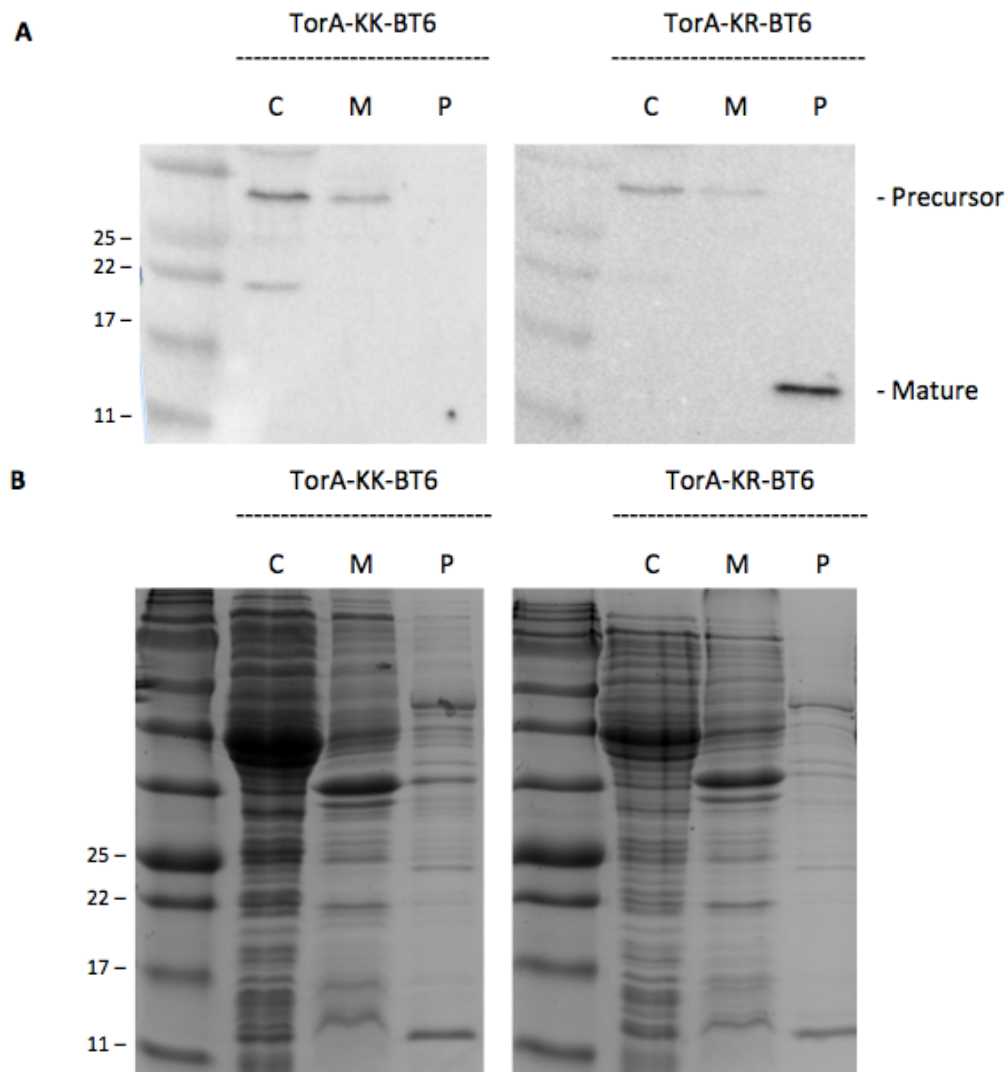 A
TorA-KK-BT6 TorA-KR-BT6
C M P C M P
- Precursor
25 –
22 –
17 –
- Mature
11 –
B
TorA-KK-BT6 TorA-KR-BT6
C M P C M P
25 –
22 –
17 –
11 –